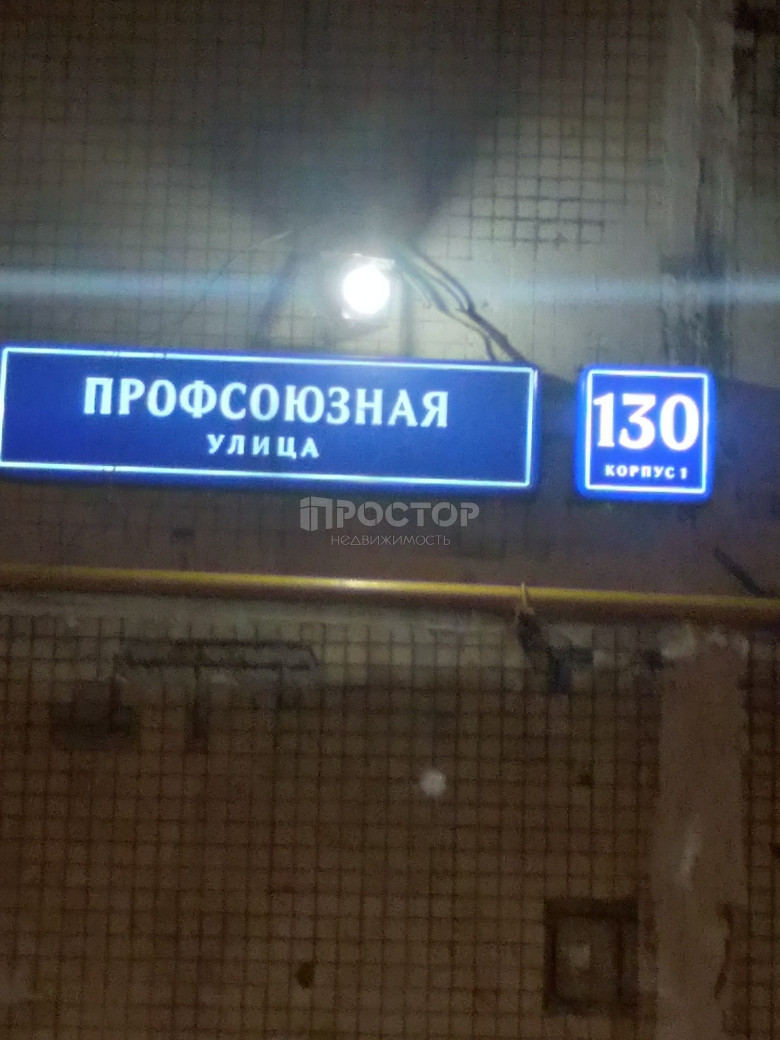 ПРОФСОЮЗНАЯ
УЛИЦА
130
КОРПУС 1
ПРОСТОР
НЕДВИЖИМОСТЬ